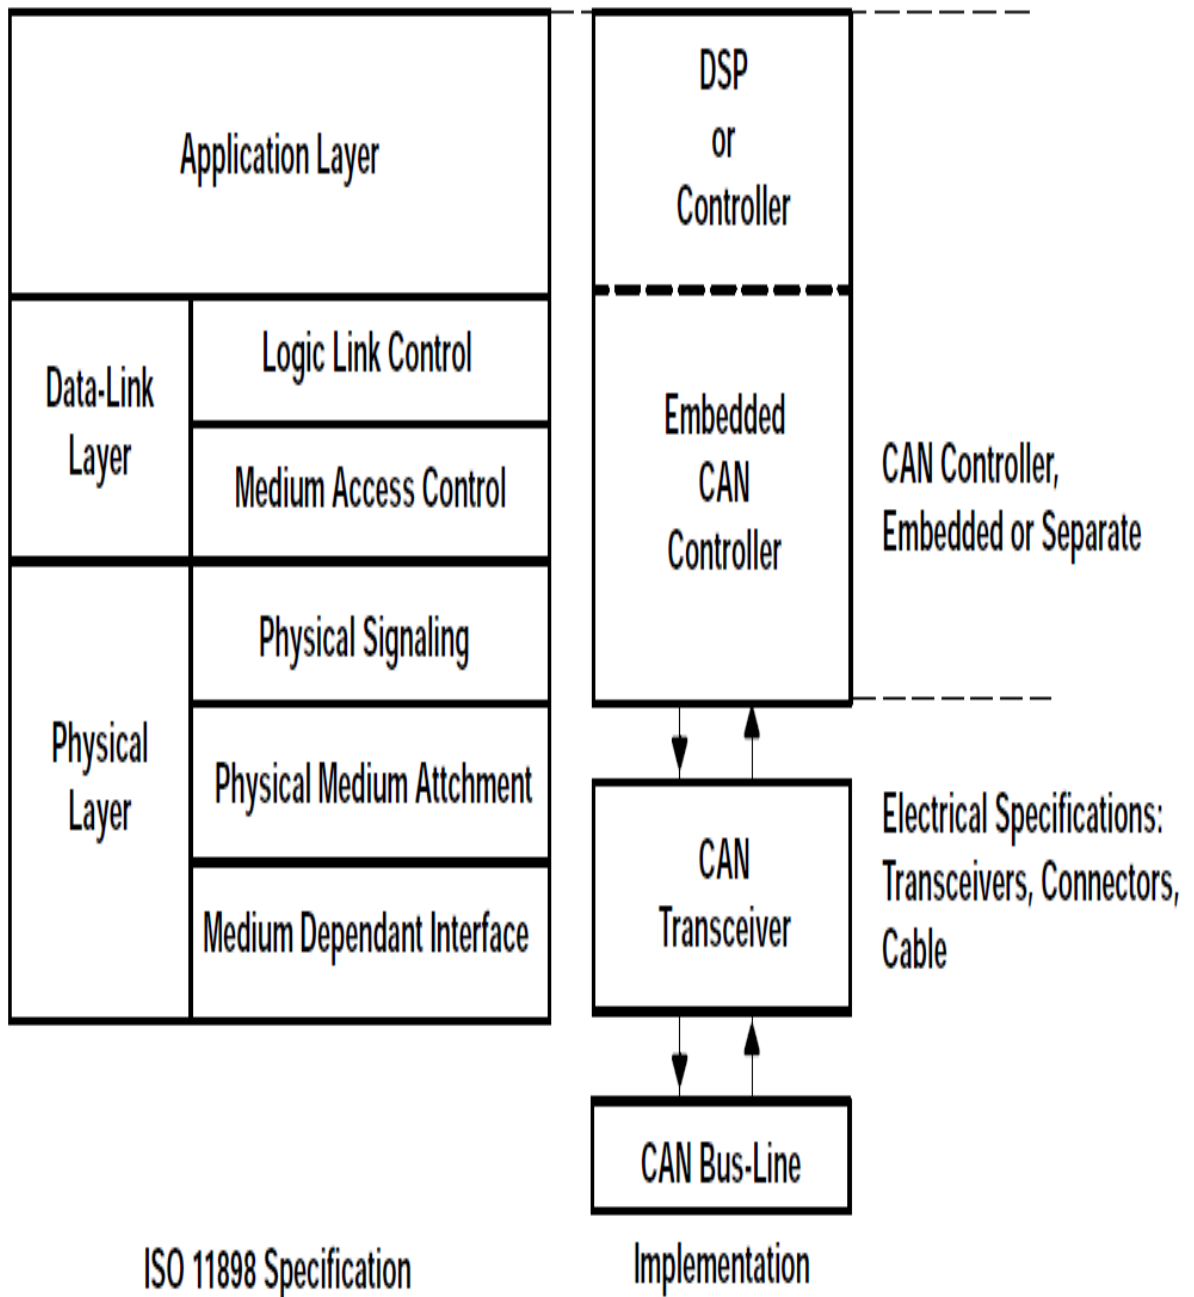 Application Layer
Data-Link
Layer
Logic Link Control
Medium Access Control
Physical
Layer
Physical Signaling
Physical Medium Attchment
Medium Dependant Interface
ISO 11898 Specification
DSP
or
Controller
Embedded
CAN
Controller
CAN
Transceiver
CAN Bus-Line
Implementation
CAN Controller,
Embedded or Separate
Electrical Specifications:
Transceivers, Connectors,
Cable